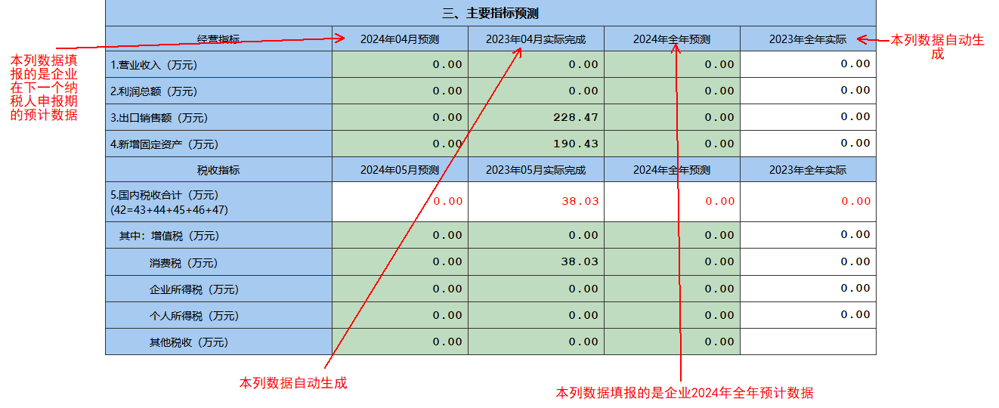 三、主要指标预测
经营指标 2024年04月预测 2023年04月实际完成 2024年全年预测 2023年全年实际
1.营业收入（万元） 0.00 0.00 0.00 0.00
2.利润总额（万元） 0.00 0.00 0.00 0.00
3.出口销售额（万元） 0.00 228.47 0.00 0.00
4.新增固定资产（万元） 0.00 190.43 0.00 0.00
税收指标 2024年05月预测 2023年05月实际完成 2024年全年预测 2023年全年实际
5.国内税收合计（万元）
(42=43+44+45+46+47) 0.00 38.03 0.00 0.00
其中：增值税（万元） 0.00 0.00 0.00 0.00
消费税（万元） 0.00 38.03 0.00 0.00
企业所得税（万元） 0.00 0.00 0.00 0.00
个人所得税（万元） 0.00 0.00 0.00 0.00
其他税收（万元） 0.00 0.00 0.00
本列数据填
报的是企业
在下一个纳
税人申报期
的预计数据
本列数据自动生
成
本列数据自动生成
本列数据填报的是企业2024年全年预计数据